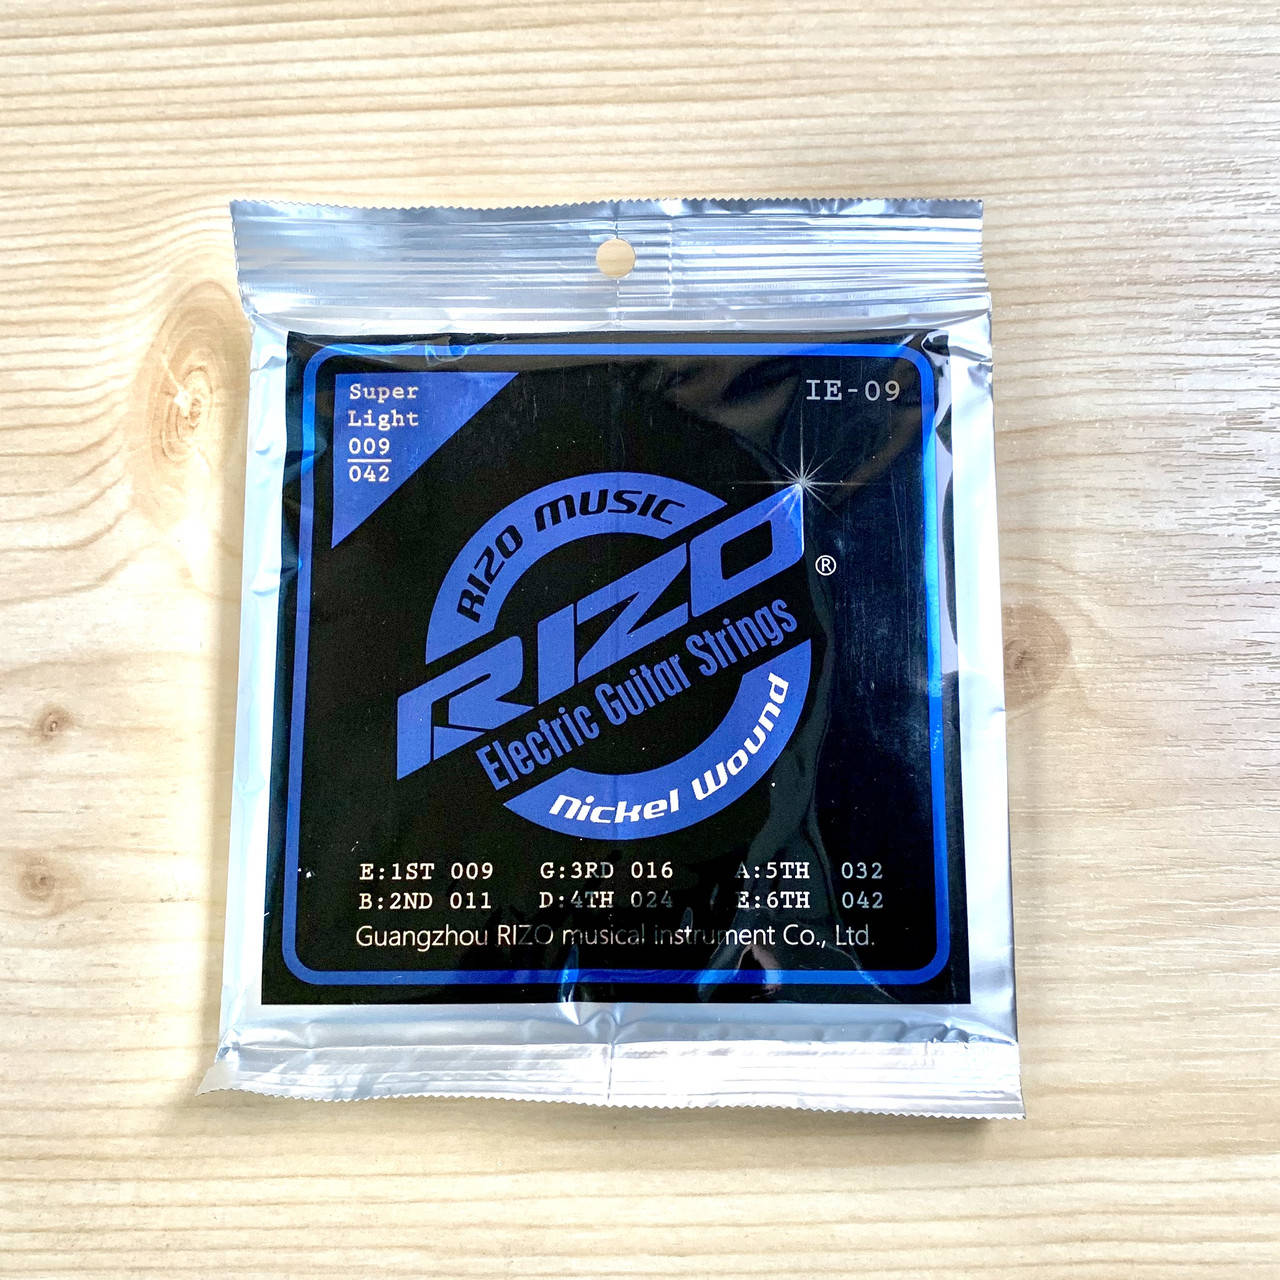 Super
Light
009
042
IE-09
RIZO MUSIC
RIZO
®
Electric Guitar Strings
Nickel Wound
E:1ST 009 G:3RD 016 A:5TH 032
B:2ND 011 D:4TH 024 E:6TH 042
Guangzhou RIZO musical instrument Co., Ltd.